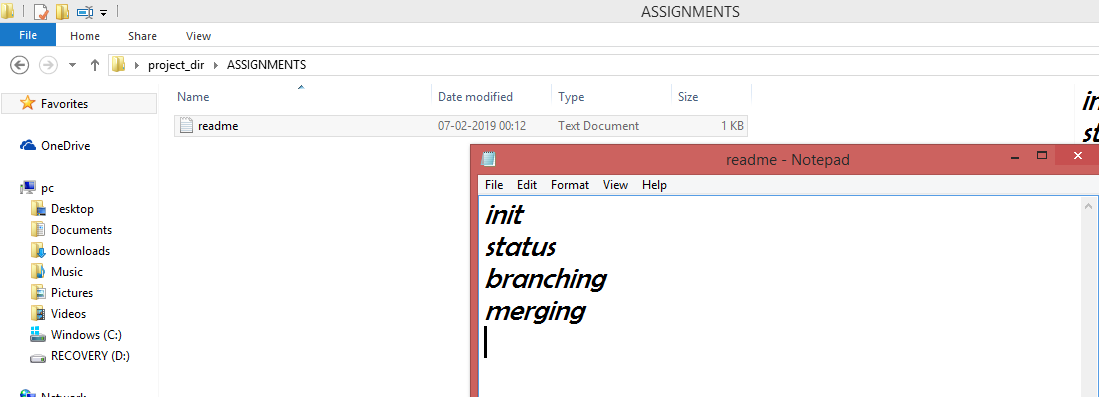 ASSIGNMENTS
File Home Share View
project_dir ASSIGNMENTS
Name Date modified Type Size
readme 07-02-2019 00:12 Text Document 1 KB
Favorites
OneDrive
pc
Desktop
Documents
Downloads
Music
Pictures
Videos
Windows (C:)
RECOVERY (D:)
readme - Notepad
File Edit Format View Help
init
status
branching
merging